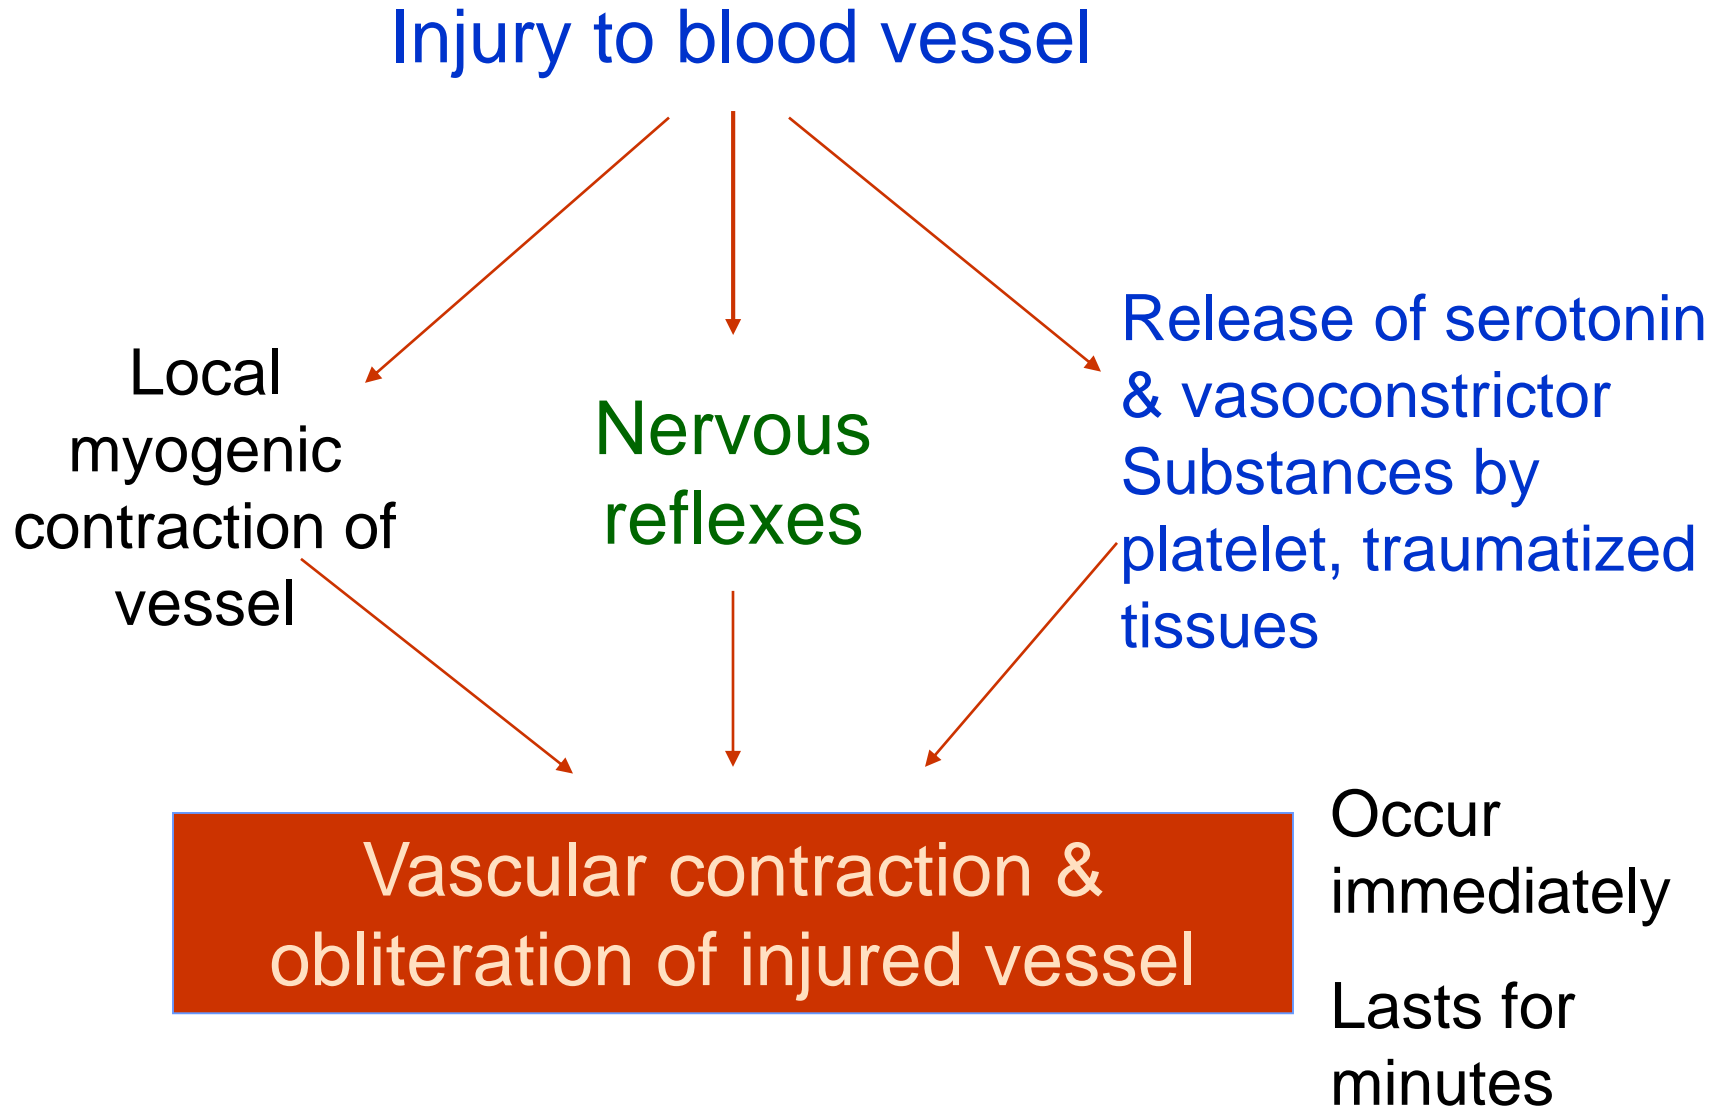 Injury to blood vessel
Local
myogenic
contraction of
vessel
Nervous
reflexes
Release of serotonin
& vasoconstrictor
Substances by
platelet, traumatized
tissues
Vascular contraction &
obliteration of injured vessel
Occur
immediately
Lasts for
minutes